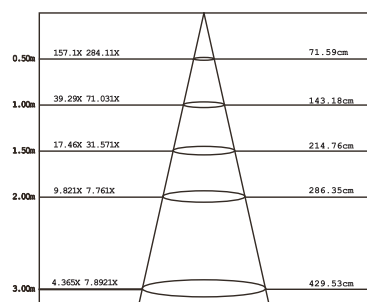 0.50m 157.1X 284.11X 71.59cm
1.00m 39.29X 71.031X 143.18cm
1.50m 17.46X 31.571X 214.76cm
2.00m 9.821X 7.761X 286.35cm
3.00m 4.365X 7.8921X 429.53cm